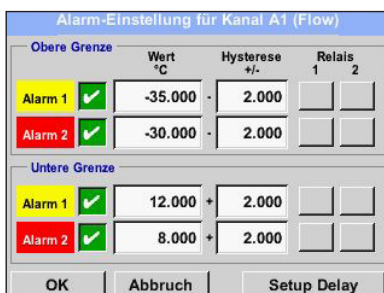 Alarm-Einstellung für Kanal A1 (Flow)
Obere Grenze
Wert Hysterese Relais
°C +/- 1 2
Alarm 1 -35.000 - 2.000
Alarm 2 -30.000 - 2.000
Untere Grenze
Alarm 1 12.000 + 2.000
Alarm 2 8.000 + 2.000
OK Abbruch Setup Delay